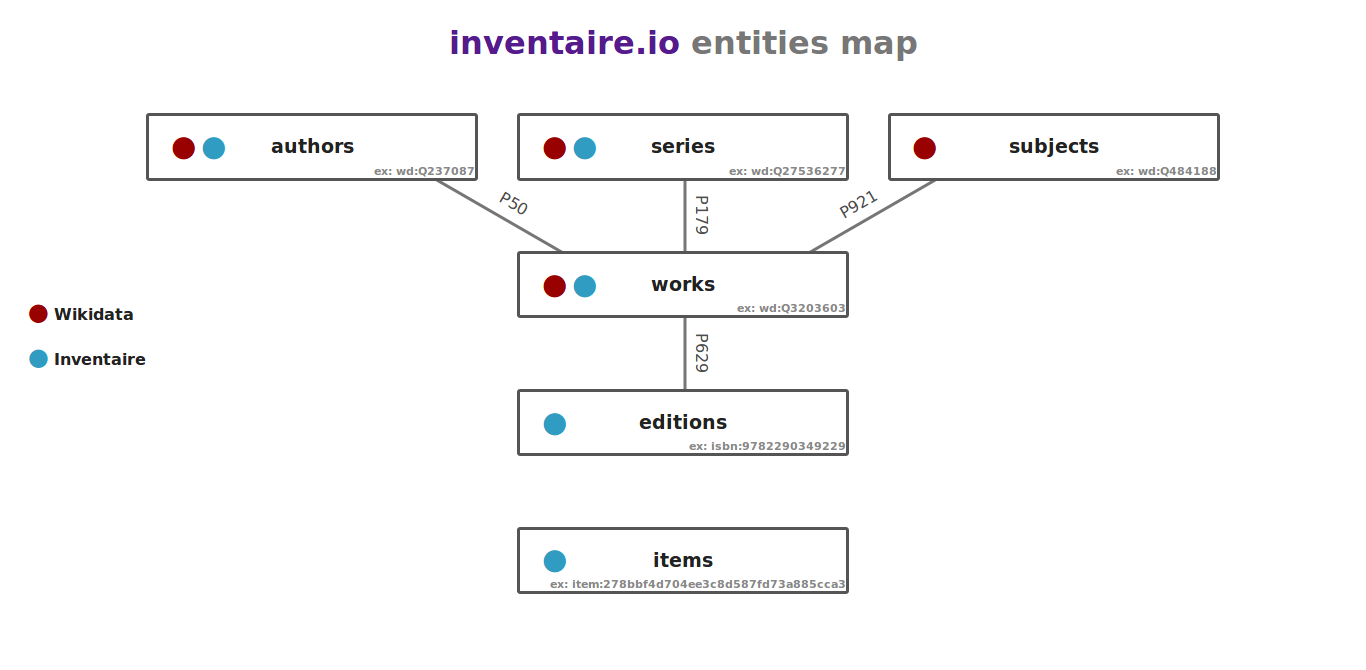 inventaire.io entities map
authors
ex: wd:Q237087
series
ex: wd:Q27536277
subjects
ex: wd:Q484188
P50
P179
P921
works
ex: wd:Q3203603
Wikidata
Inventaire
P629
editions
ex: isbn:9782290349229
items
ex: item:278bbf4d704ee3c8d587fd73a885cca3